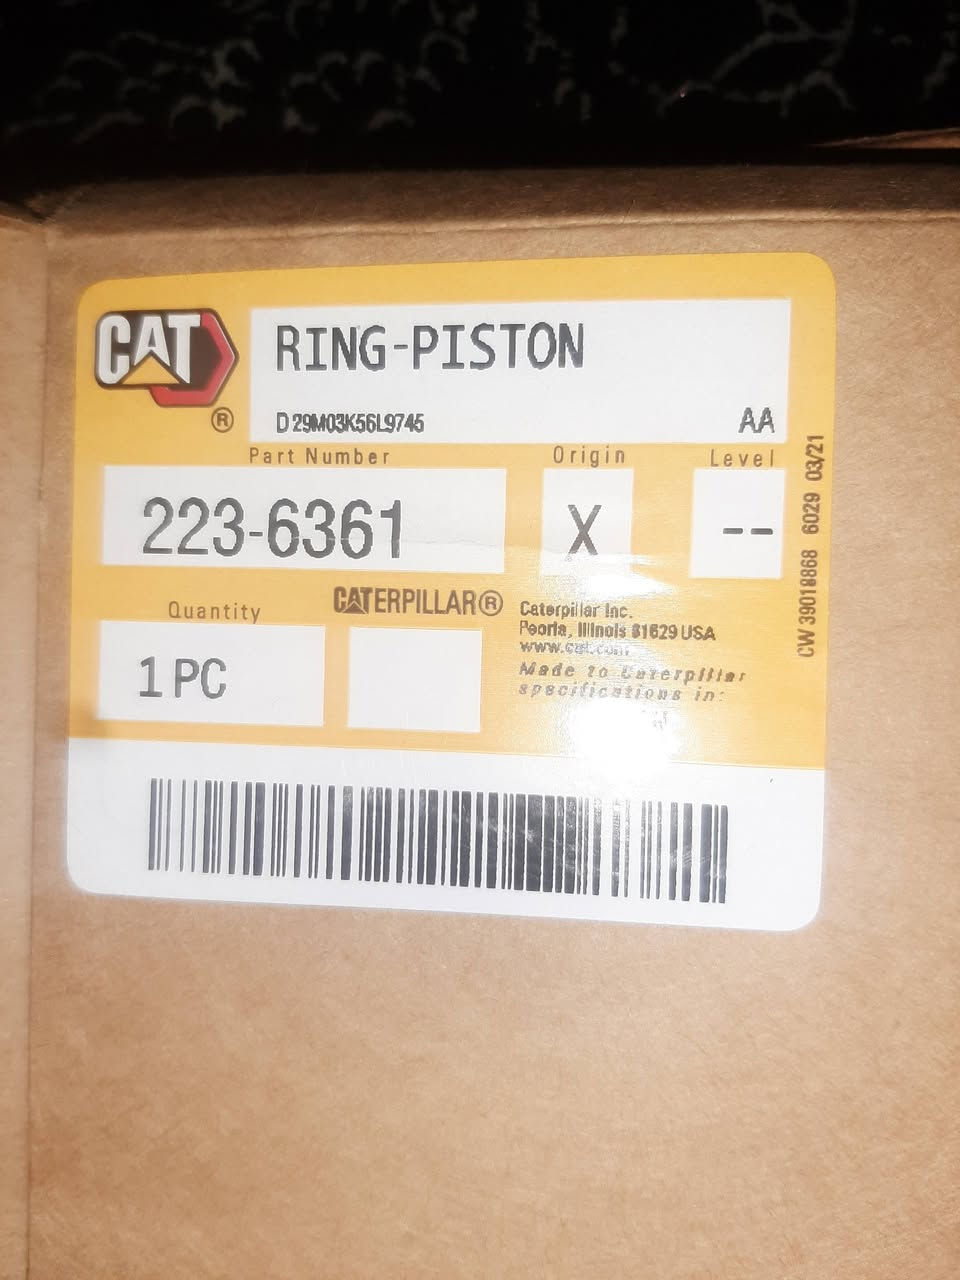 CAT
®
RING-PISTON
D 29M03K56L9745
AA
Part Number
Origin
Level
223-6361
X
--
Quantity
CATERPILLAR®
1 PC
Caterpillar Inc.
Peoria, Illinois 61629 USA
www.cat.com
Made to Caterpillar
specifications in:
CW 39018868 6029 03/21